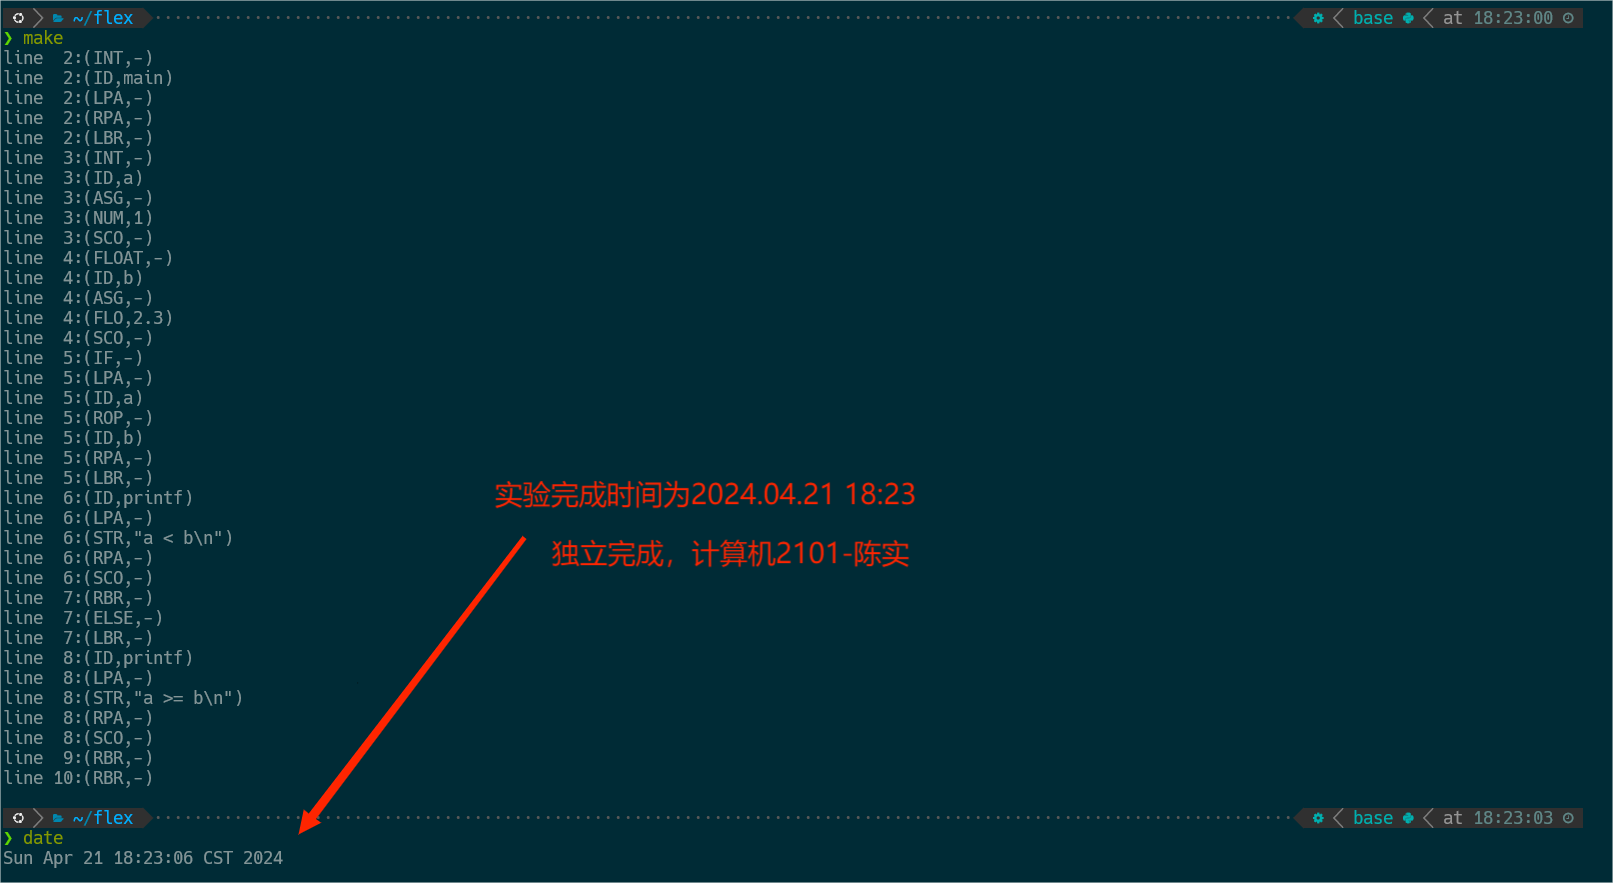 ~/flex base at 18:23:00
❯ make
line  2:(INT,-)
line  2:(ID,main)
line  2:(LPA,-)
line  2:(RPA,-)
line  2:(LBR,-)
line  3:(INT,-)
line  3:(ID,a)
line  3:(ASG,-)
line  3:(NUM,1)
line  3:(SCO,-)
line  4:(FLOAT,-)
line  4:(ID,b)
line  4:(ASG,-)
line  4:(FLO,2.3)
line  4:(SCO,-)
line  5:(IF,-)
line  5:(LPA,-)
line  5:(ID,a)
line  5:(ROP,-)
line  5:(ID,b)
line  5:(RPA,-)
line  5:(LBR,-)
line  6:(ID,printf)
line  6:(LPA,-)
line  6:(STR,"a < b\n")
line  6:(RPA,-)
line  6:(SCO,-)
line  7:(RBR,-)
line  7:(ELSE,-)
line  7:(LBR,-)
line  8:(ID,printf)
line  8:(LPA,-)
line  8:(STR,"a >= b\n")
line  8:(RPA,-)
line  8:(SCO,-)
line  9:(RBR,-)
line 10:(RBR,-)
实验完成时间为2024.04.21 18:23
独立完成，计算机2101-陈实
~/flex base at 18:23:03
❯ date
Sun Apr 21 18:23:06 CST 2024